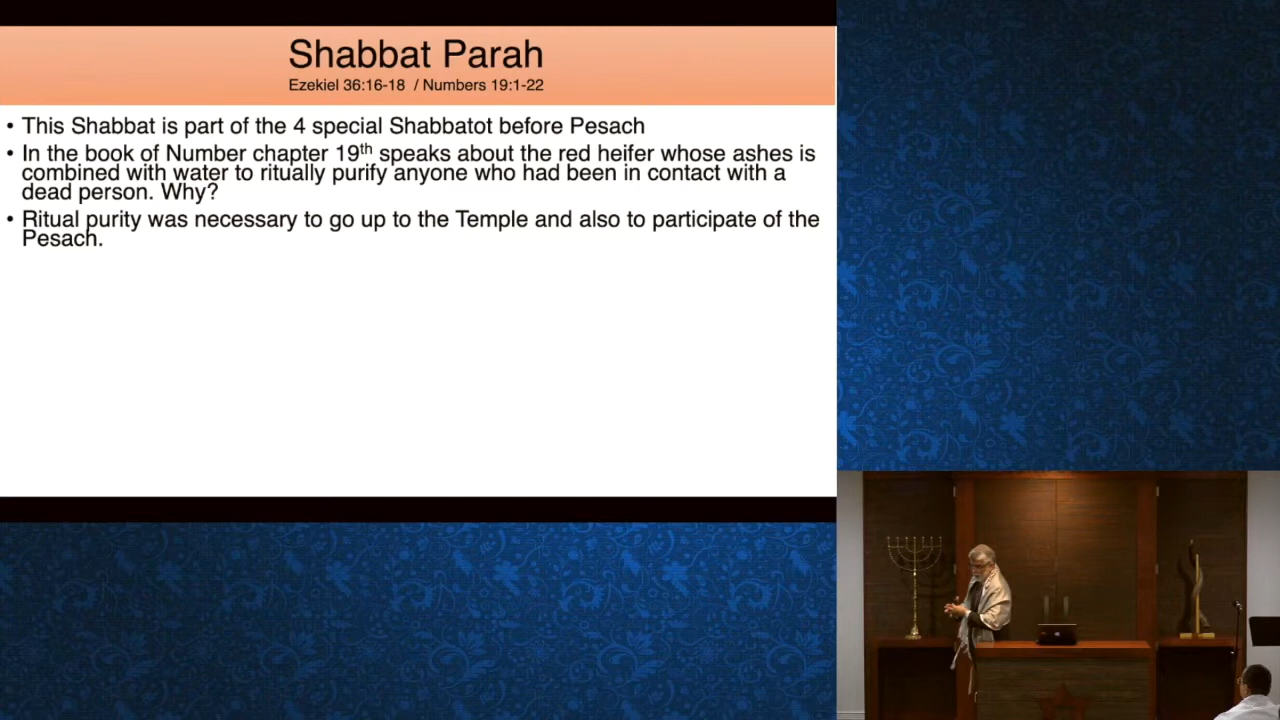 Shabbat Parah
Ezekiel 36:16-18 / Numbers 19:1-22
• This Shabbat is part of the 4 special Shabbatot before Pesach
• In the book of Number chapter 19th speaks about the red heifer whose ashes is
combined with water to ritually purify anyone who had been in contact with a
dead person. Why?
• Ritual purity was necessary to go up to the Temple and also to participate of the
Pesach.